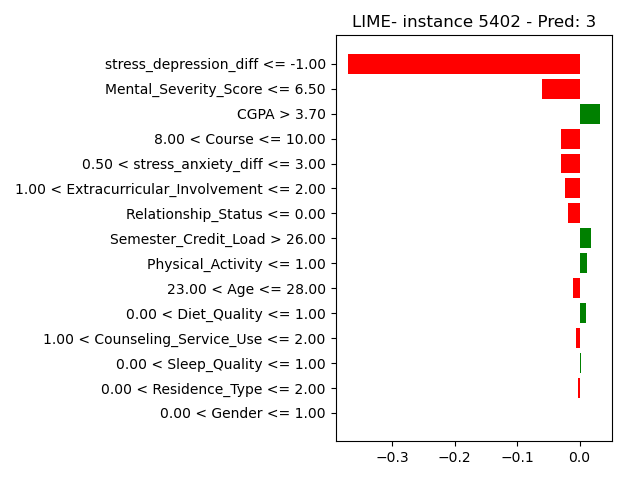 LIME- instance 5402 - Pred: 3
stress_depression_diff <= -1.00
Mental_Severity_Score <= 6.50
CGPA > 3.70
8.00 < Course <= 10.00
0.50 < stress_anxiety_diff <= 3.00
1.00 < Extracurricular_Involvement <= 2.00
Relationship_Status <= 0.00
Semester_Credit_Load > 26.00
Physical_Activity <= 1.00
23.00 < Age <= 28.00
0.00 < Diet_Quality <= 1.00
1.00 < Counseling_Service_Use <= 2.00
0.00 < Sleep_Quality <= 1.00
0.00 < Residence_Type <= 2.00
0.00 < Gender <= 1.00
−0.3 −0.2 −0.1 0.0